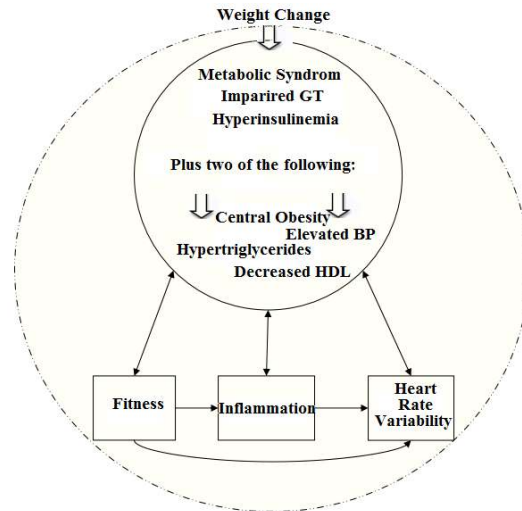 Weight Change
Metabolic Syndrom
Imparired GT
Hyperinsulinemia
Plus two of the following:
Central Obesity
Elevated BP
Hypertriglycerides
Decreased HDL
Fitness
Inflammation
Heart
Rate
Variability